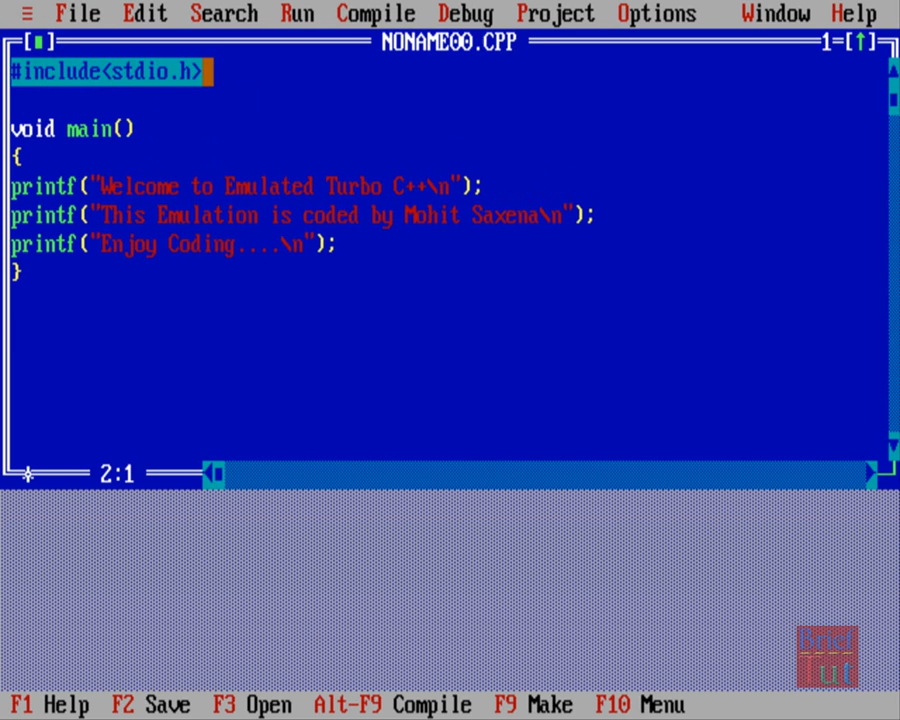 ≡ File Edit Search Run Compile Debug Project Options Window Help
[■] NONAME00.CPP 1=[↑]
#include<stdio.h>
void main()
{
printf("Welcome to Emulated Turbo C++\n");
printf("This Emulation is coded by Mohit Saxena\n");
printf("Enjoy Coding....\n");
}
2:1
Brief
Tut
F1 Help F2 Save F3 Open Alt-F9 Compile F9 Make F10 Menu